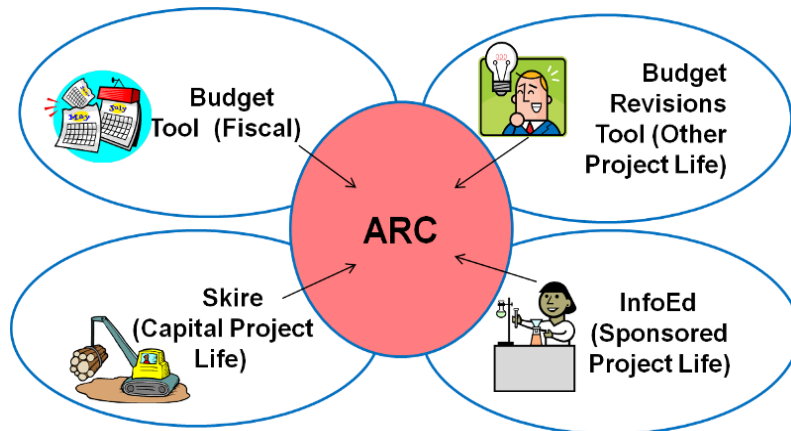 Budget
Tool (Fiscal)
Budget
Revisions
Tool (Other
Project Life)
May
July
ARC
Skire
(Capital Project
Life)
InfoEd
(Sponsored
Project Life)